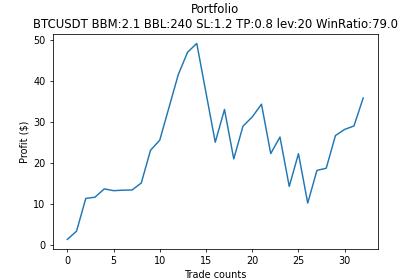 Portfolio
BTCUSDT BBM:2.1 BBL:240 SL:1.2 TP:0.8 lev:20 WinRatio:79.0
50
40
30
20
10
0
Profit ($)
0 5 10 15 20 25 30
Trade counts